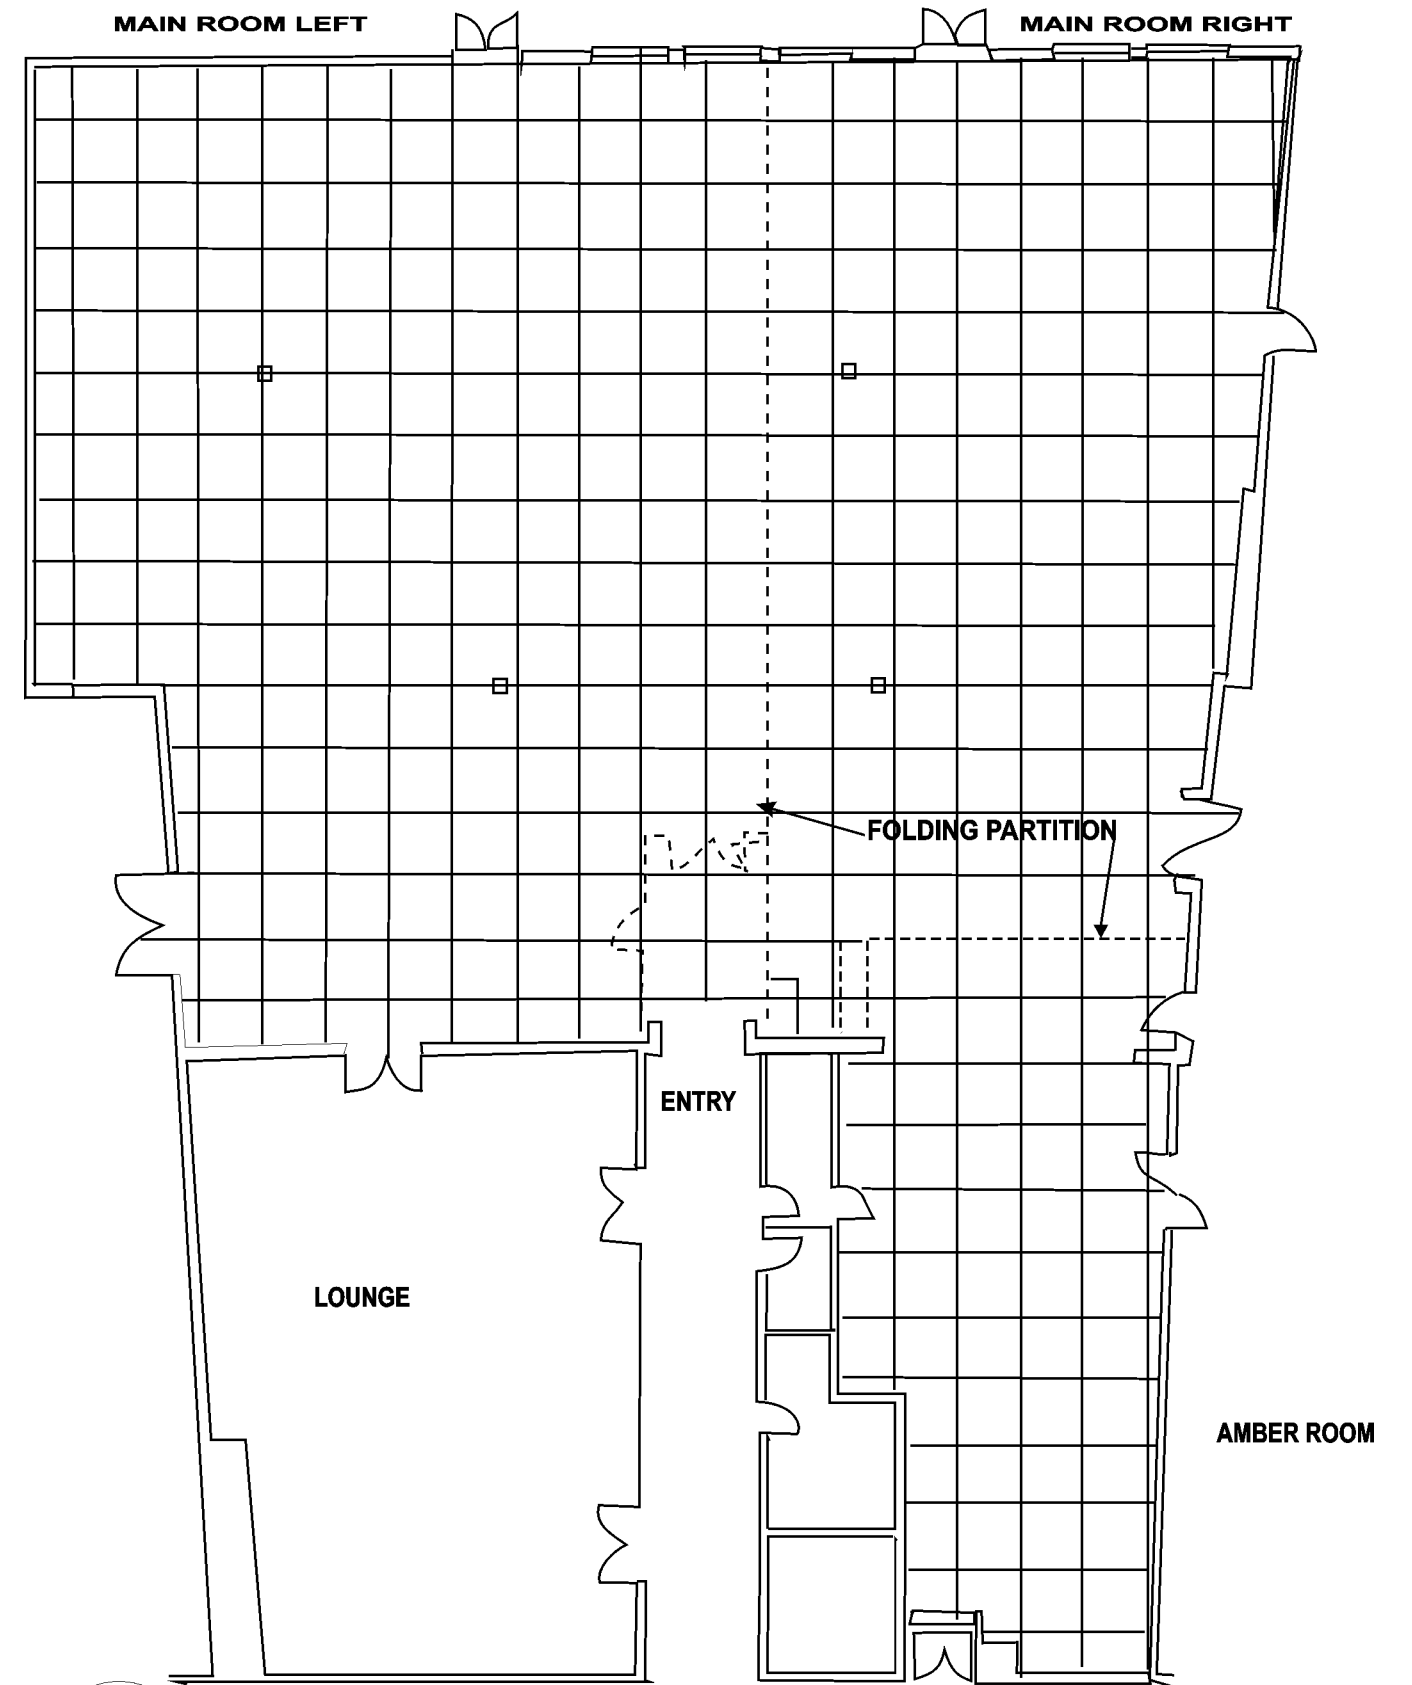 MAIN ROOM LEFT
MAIN ROOM RIGHT
FOLDING PARTITION
ENTRY
LOUNGE
AMBER ROOM